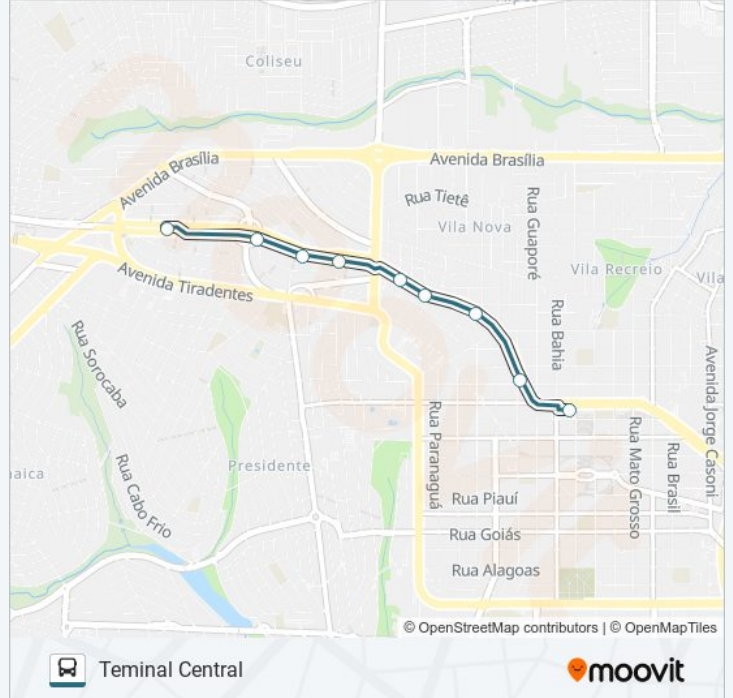 Coliseu
Avenida Brasília
Avenida Brasília
Rua Tietê
Rua Guaporé
Vila Nova
Vila Recreio
Vila
Avenida Tiradentes
Rua Bahia
Rua Sorocaba
Avenida Jorge Casoni
Rua Paranaguá
Rua Mato Grosso
Rua Brasil
Presidente
Rua Cabo Frio
Rua Piauí
Rua Goiás
Rua Alagoas
© OpenStreetMap contributors | © OpenMapTiles
Teminal Central
moovit